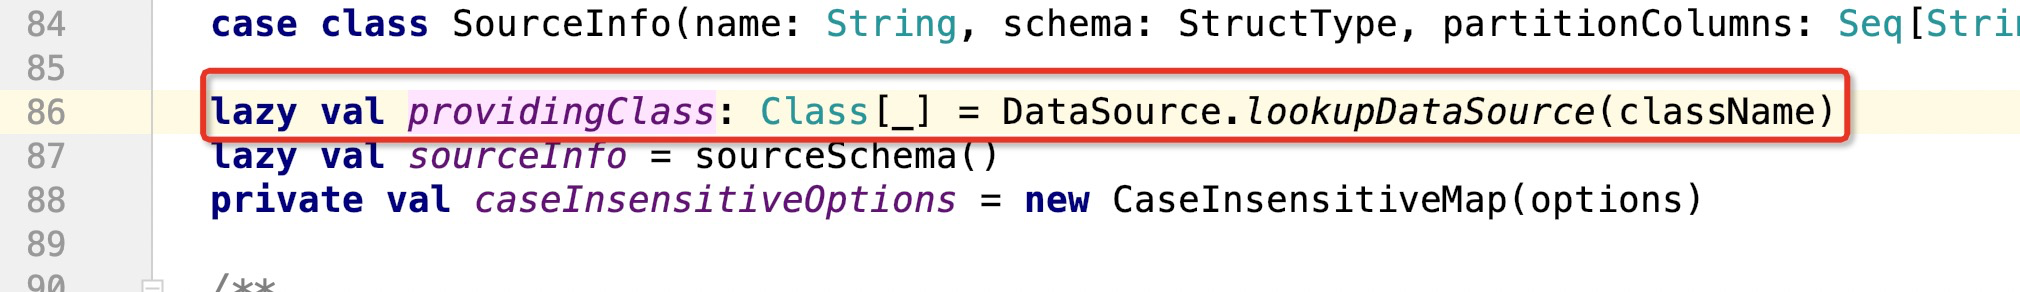 84 case class SourceInfo(name: String, schema: StructType, partitionColumns: Seq[Strin
85
86 lazy val providingClass: Class[_] = DataSource.lookupDataSource(className)
87 lazy val sourceInfo = sourceSchema()
88 private val caseInsensitiveOptions = new CaseInsensitiveMap(options)
89
90 /**